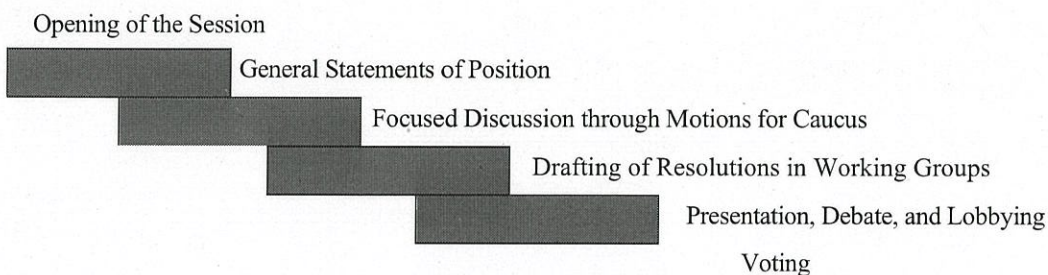 Opening of the Session
General Statements of Position
Focused Discussion through Motions for Caucus
Drafting of Resolutions in Working Groups
Presentation, Debate, and Lobbying
Voting